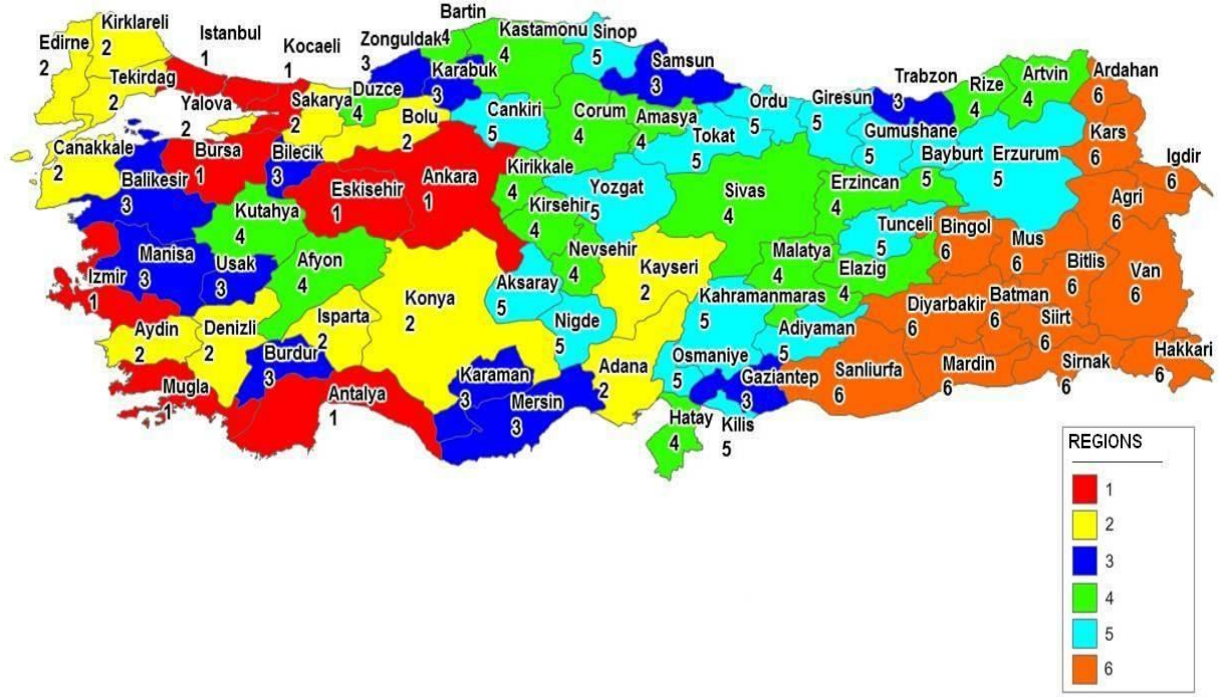 Edirne
2
Kirklareli
2
Tekirdag
2
Istanbul
1
Kocaeli
1
Yalova
2
Sakarya
2
Duzce
4
Zonguldak
3
Bartin
4
Karabuk
3
Kastamonu
4
Sinop
5
Samsun
3
Bolu
2
Cankiri
5
Corum
4
Amasya
4
Tokat
5
Ordu
5
Giresun
5
Trabzon
3
Rize
4
Artvin
4
Ardahan
6
Gumushane
5
Bayburt
5
Erzurum
5
Kars
6
Igdir
6
Agri
6
Canakkale
2
Balikesir
3
Bursa
1
Bilecik
3
Eskisehir
1
Ankara
1
Kirikkale
4
Kirsehir
4
Yozgat
5
Sivas
4
Erzincan
4
Tunceli
5
Bingol
6
Mus
6
Bitlis
6
Van
6
Kutahya
4
Manisa
3
Usak
3
Izmir
1
Afyon
4
Konya
2
Aksaray
5
Nevsehir
4
Kayseri
2
Malatya
4
Elazig
4
Diyarbakir
6
Batman
6
Siirt
6
Aydin
2
Denizli
2
Isparta
2
Burdur
3
Nigde
5
Kahramanmaras
5
Adiyaman
5
Sanliurfa
6
Mardin
6
Sirnak
6
Hakkari
6
Mugla
1
Antalya
1
Karaman
3
Mersin
3
Adana
2
Osmaniye
5
Gaziantep
3
Hatay
4
Kilis
5
REGIONS
1
2
3
4
5
6